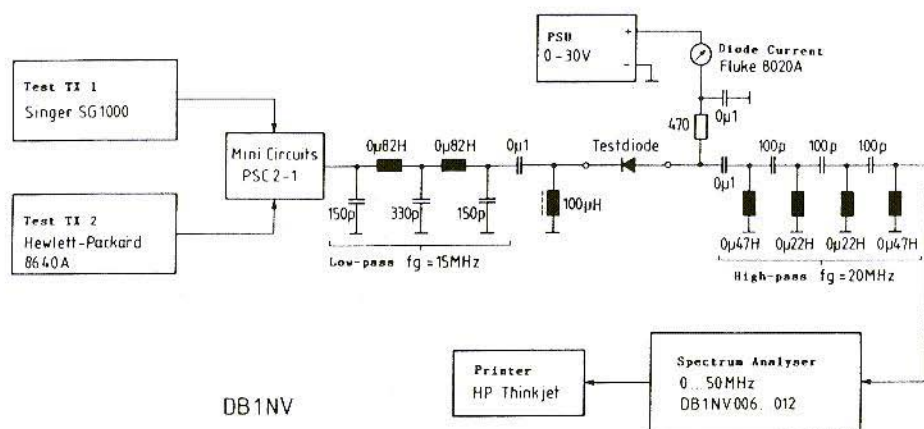 PSU
0-30V
+
-
Diode Current
Fluke 8020A
Test TX 1
Singer SG1000
Mini Circuits
PSC 2-1
Test TX 2
Hewlett-Packard
8640A
0µ82H
0µ82H
0µ1
Testdiode
470
0µ1
0µ1
100p
100p
100p
150p
330p
150p
100µH
0µ47H
0µ22H
0µ22H
0µ47H
Low-pass fg = 15MHz
High-pass fg = 20MHz
Printer
HP Thinkjet
Spectrum Analyser
0...50MHz
DB1NV006. 012
DB1NV